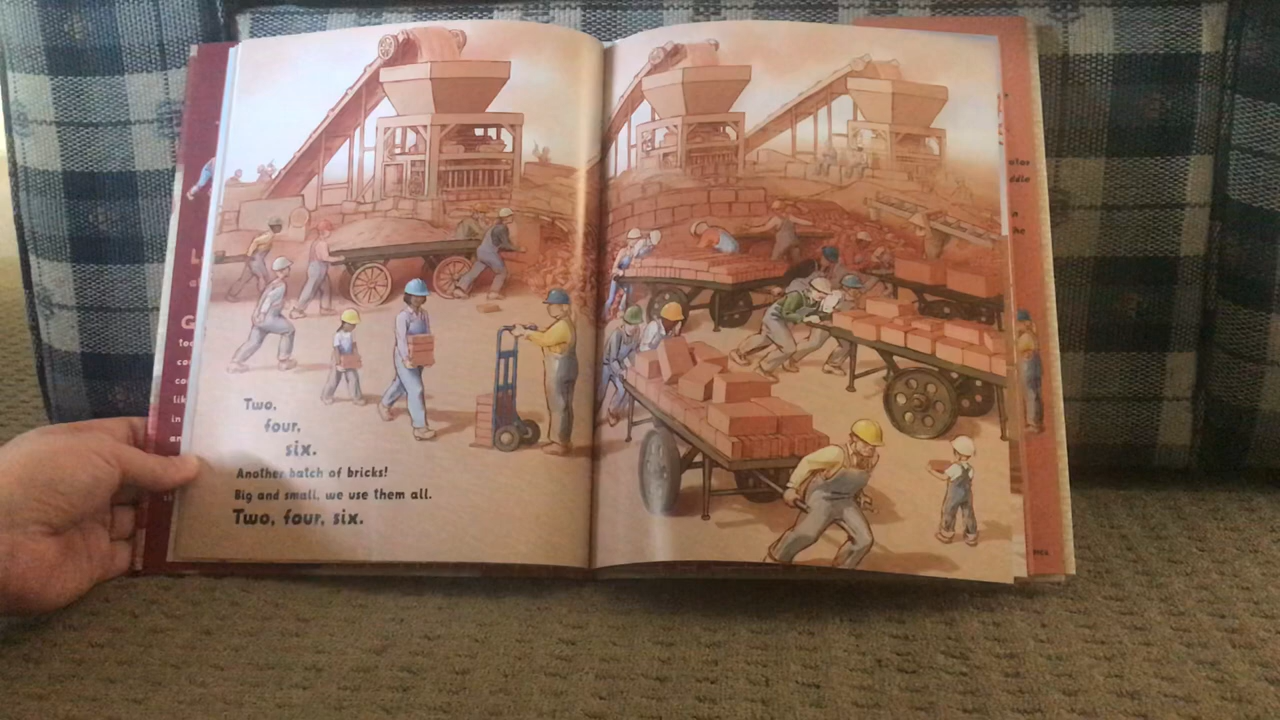 Two,
four,
six.
Another batch of bricks!
Big and small, we use them all.
Two, four, six.